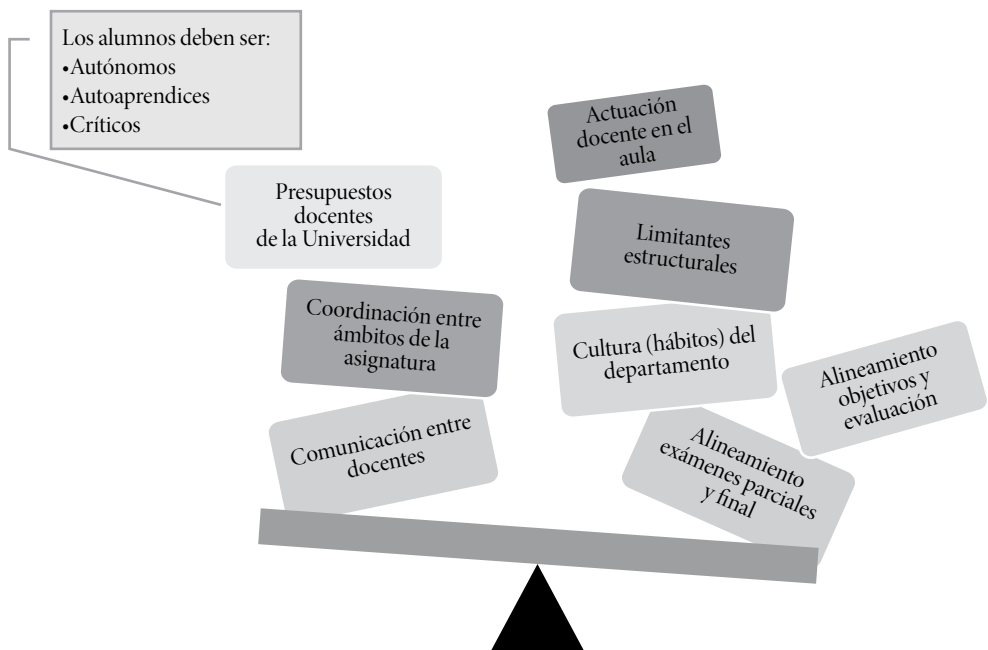 Los alumnos deben ser:
•Autónomos
•Autoaprendices
•Críticos
Presupuestos
docentes
de la Universidad
Coordinación entre
ámbitos de la
asignatura
Comunicación entre
docentes
Actuación
docente en el
aula
Limitantes
estructurales
Cultura (hábitos) del
departamento
Alineamiento
objetivos y
evaluación
Alineamiento
exámenes parciales
y final